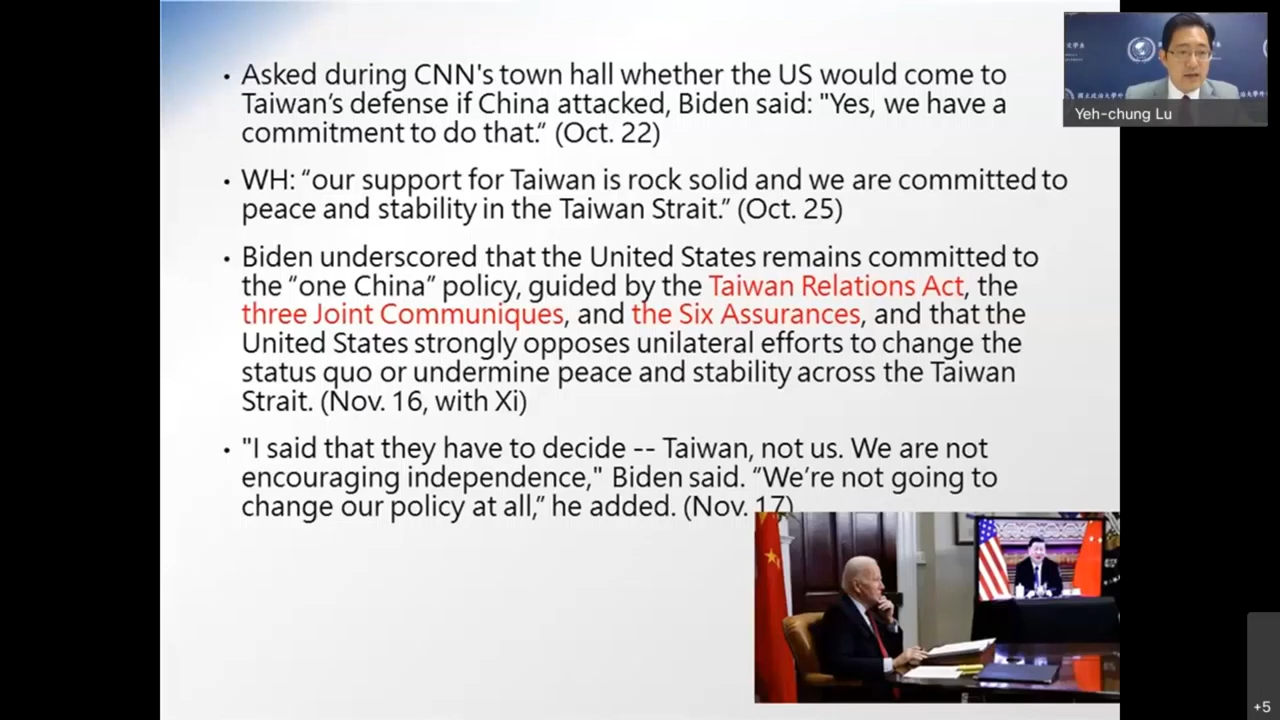 • Asked during CNN's town hall whether the US would come to
Taiwan's defense if China attacked, Biden said: "Yes, we have a
commitment to do that.” (Oct. 22)
• WH: “our support for Taiwan is rock solid and we are committed to
peace and stability in the Taiwan Strait.” (Oct. 25)
• Biden underscored that the United States remains committed to
the “one China” policy, guided by the Taiwan Relations Act, the
three Joint Communiques, and the Six Assurances, and that the
United States strongly opposes unilateral efforts to change the
status quo or undermine peace and stability across the Taiwan
Strait. (Nov. 16, with Xi)
• "I said that they have to decide -- Taiwan, not us. We are not
encouraging independence," Biden said. “We’re not going to
change our policy at all,” he added. (Nov. 17)
Yeh-chung Lu
+5